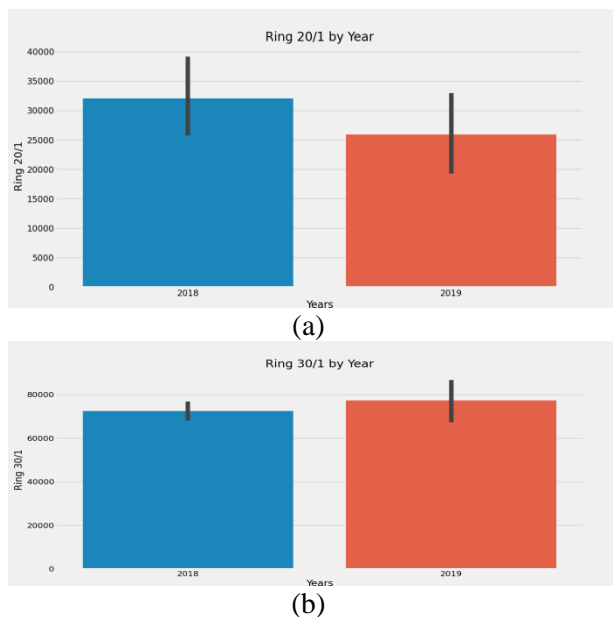 Ring 20/1 by Year
40000
35000
30000
25000
20000
15000
10000
5000
0
Ring 20/1
2018 2019
Years
(a)
Ring 30/1 by Year
80000
60000
40000
20000
0
Ring 30/1
2018 2019
Years
(b)